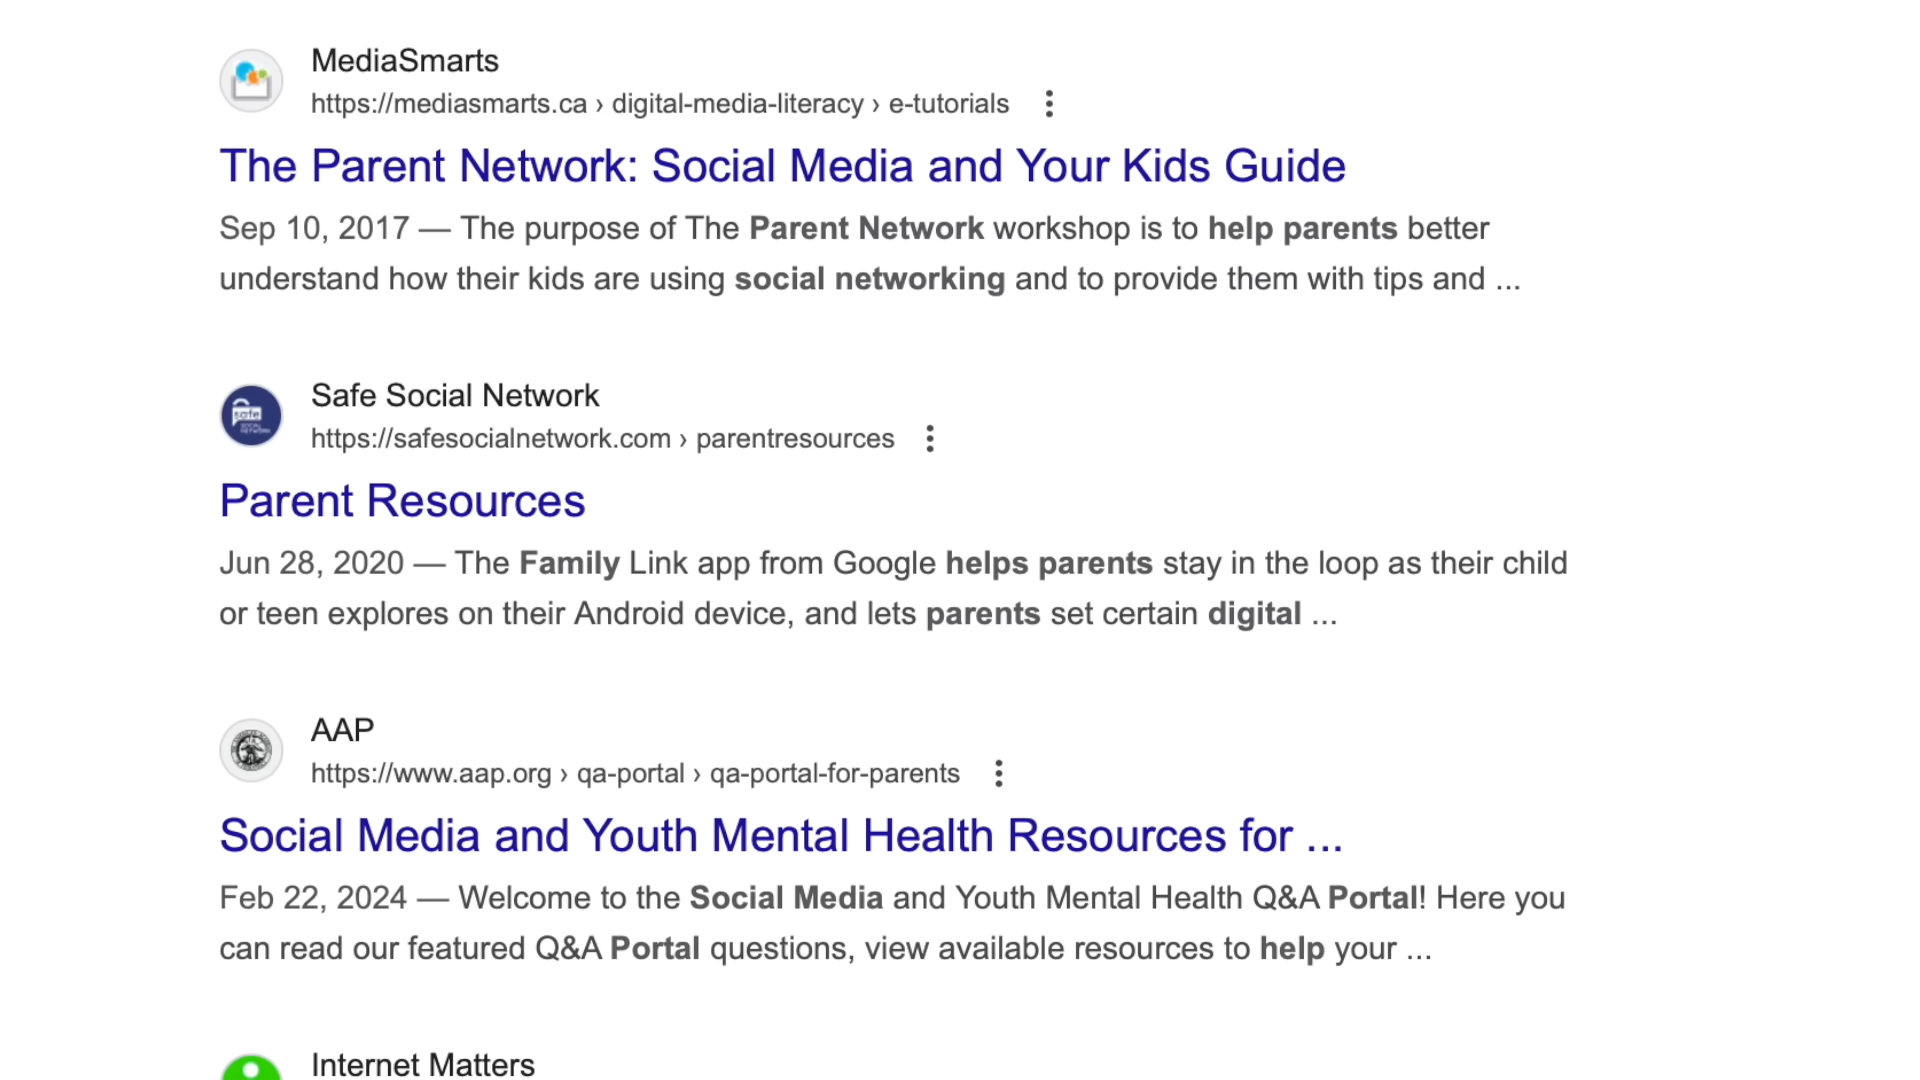 MediaSmarts
https://mediasmarts.ca › digital-media-literacy › e-tutorials
The Parent Network: Social Media and Your Kids Guide
Sep 10, 2017 — The purpose of The Parent Network workshop is to help parents better
understand how their kids are using social networking and to provide them with tips and ...
safe
SOCIAL
NETWORK
Safe Social Network
https://safesocialnetwork.com › parentresources
Parent Resources
Jun 28, 2020 — The Family Link app from Google helps parents stay in the loop as their child
or teen explores on their Android device, and lets parents set certain digital ...
AAP
https://www.aap.org › qa-portal › qa-portal-for-parents
Social Media and Youth Mental Health Resources for ...
Feb 22, 2024 — Welcome to the Social Media and Youth Mental Health Q&A Portal! Here you
can read our featured Q&A Portal questions, view available resources to help your ...
Internet Matters